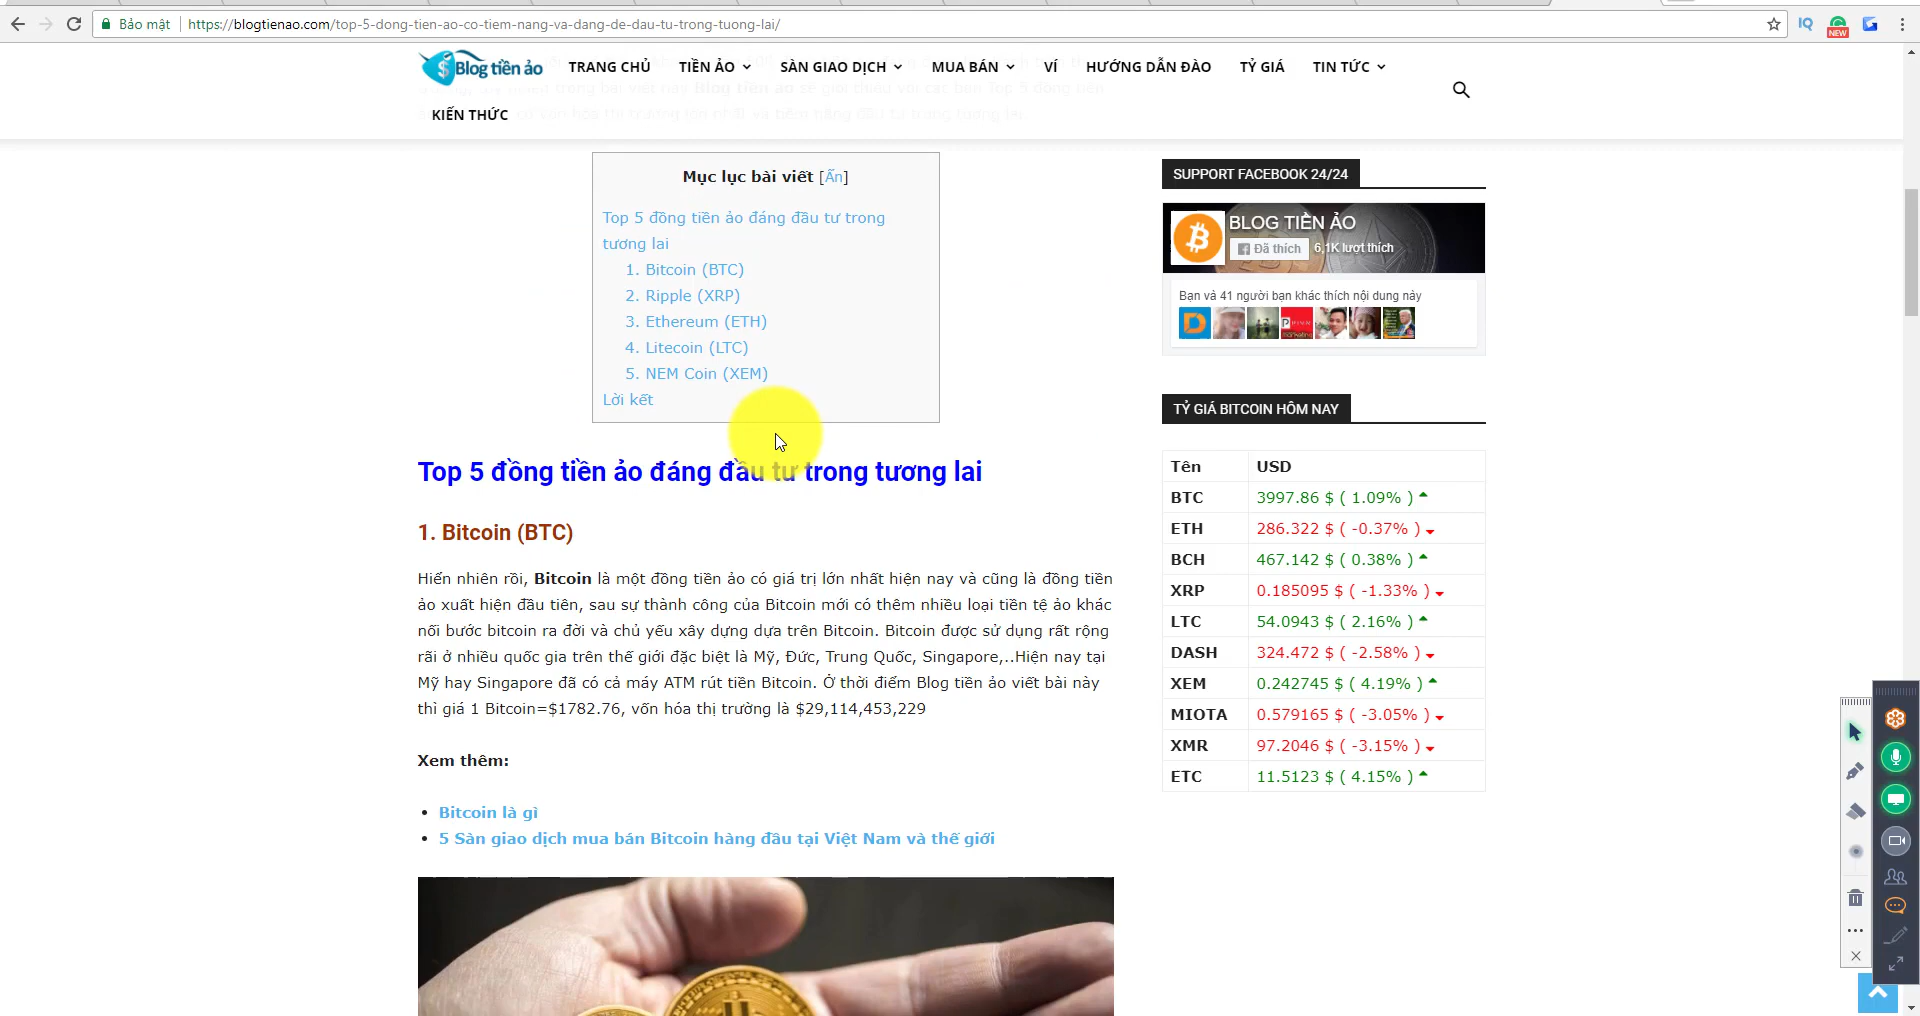 Bảo mật
https://blogtienao.com/top-5-dong-tien-ao-co-tiem-nang-va-dang-de-dau-tu-trong-tuong-lai/
IQ
NEW
Blog tiền ảo
TRANG CHỦ
TIỀN ẢO
SÀN GIAO DỊCH
MUA BÁN
VÍ
HƯỚNG DẪN ĐÀO
TỶ GIÁ
TIN TỨC
KIẾN THỨC
Mục lục bài viết [Ẩn]
Top 5 đồng tiền ảo đáng đầu tư trong
tương lai
1. Bitcoin (BTC)
2. Ripple (XRP)
3. Ethereum (ETH)
4. Litecoin (LTC)
5. NEM Coin (XEM)
Lời kết
Top 5 đồng tiền ảo đáng đầu tư trong tương lai
1. Bitcoin (BTC)
Hiển nhiên rồi, Bitcoin là một đồng tiền ảo có giá trị lớn nhất hiện nay và cũng là đồng tiền
ảo xuất hiện đầu tiên, sau sự thành công của Bitcoin mới có thêm nhiều loại tiền tệ ảo khác
nối bước bitcoin ra đời và chủ yếu xây dựng dựa trên Bitcoin. Bitcoin được sử dụng rất rộng
rãi ở nhiều quốc gia trên thế giới đặc biệt là Mỹ, Đức, Trung Quốc, Singapore,..Hiện nay tại
Mỹ hay Singapore đã có cả máy ATM rút tiền Bitcoin. Ở thời điểm Blog tiền ảo viết bài này
thì giá 1 Bitcoin=$1782.76, vốn hóa thị trường là $29,114,453,229
Xem thêm:
• Bitcoin là gì
• 5 Sàn giao dịch mua bán Bitcoin hàng đầu tại Việt Nam và thế giới
SUPPORT FACEBOOK 24/24
BLOG TIỀN ẢO
Đã thích
6,1K lượt thích
Bạn và 41 người bạn khác thích nội dung này
TỶ GIÁ BITCOIN HÔM NAY
Tên USD
BTC 3997.86 $ ( 1.09% )
ETH 286.322 $ ( -0.37% )
BCH 467.142 $ ( 0.38% )
XRP 0.185095 $ ( -1.33% )
LTC 54.0943 $ ( 2.16% )
DASH 324.472 $ ( -2.58% )
XEM 0.242745 $ ( 4.19% )
MIOTA 0.579165 $ ( -3.05% )
XMR 97.2046 $ ( -3.15% )
ETC 11.5123 $ ( 4.15% )